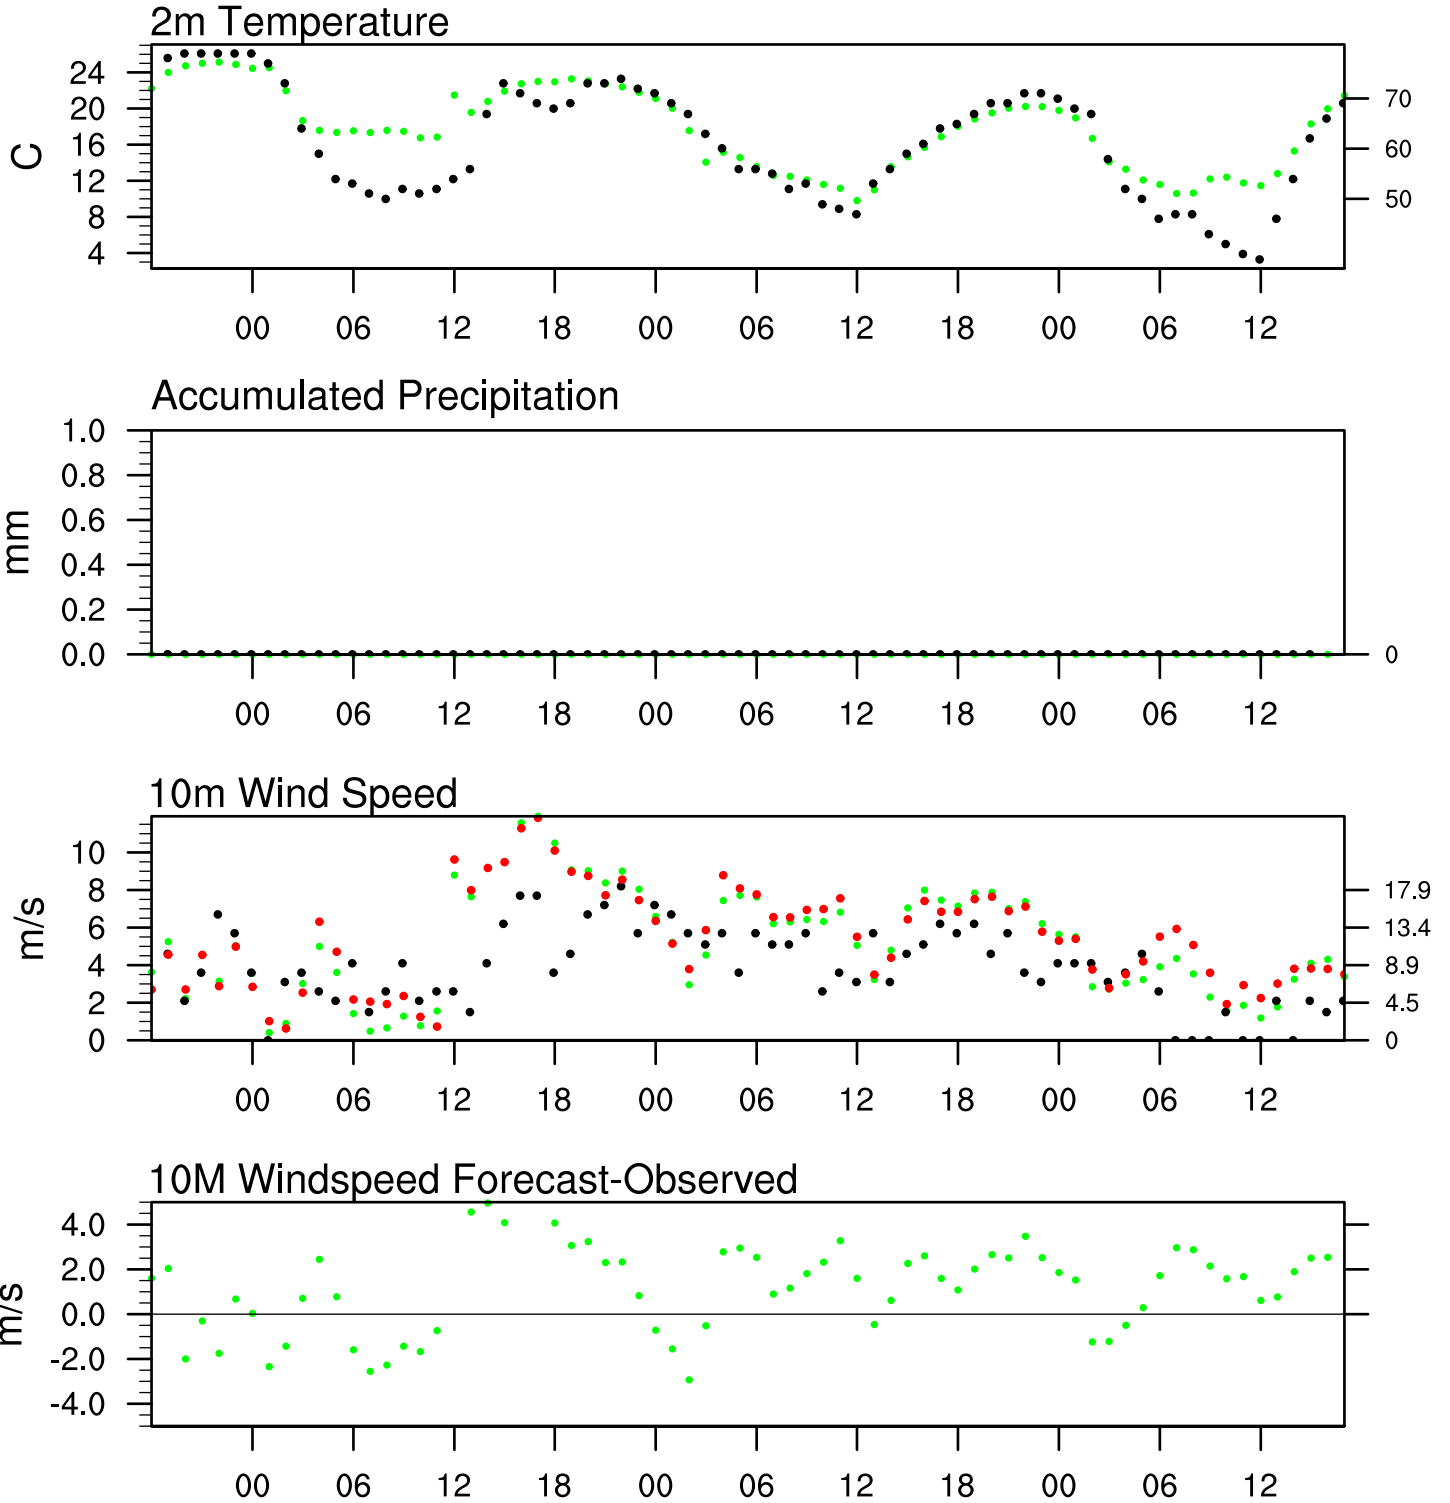 2m Temperature
24
20
16
12
8
4
C
70
60
50
00 06 12 18 00 06 12 18 00 06 12
Accumulated Precipitation
1.0
0.8
0.6
0.4
0.2
0.0
mm
0
00 06 12 18 00 06 12 18 00 06 12
10m Wind Speed
10
8
6
4
2
0
m/s
17.9
13.4
8.9
4.5
0
00 06 12 18 00 06 12 18 00 06 12
10M Windspeed Forecast-Observed
4.0
2.0
0.0
-2.0
-4.0
m/s
00 06 12 18 00 06 12 18 00 06 12